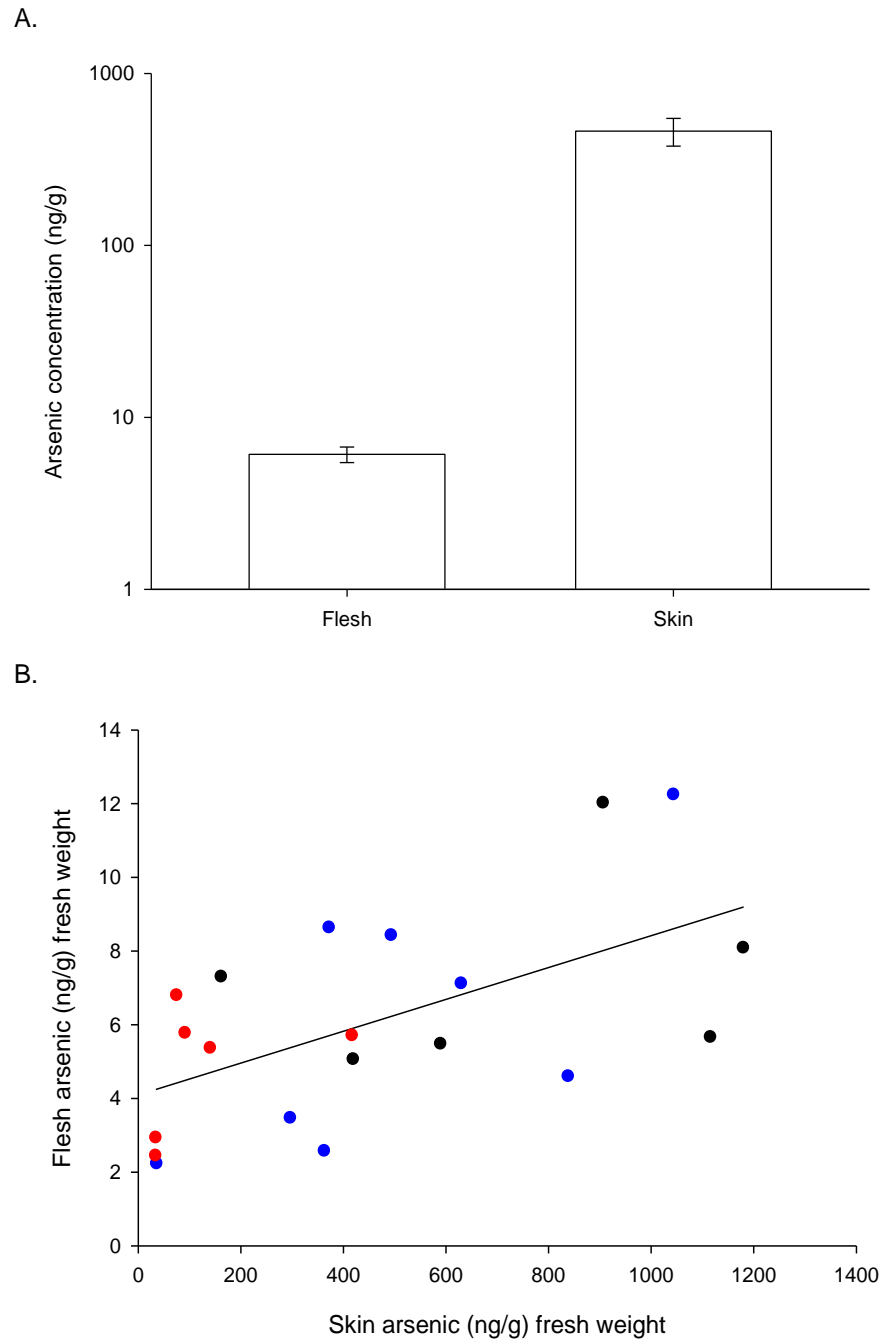 A.
1000
100
10
1
Arsenic concentration (ng/g)
Flesh
Skin
B.
14
12
10
8
6
4
2
0
Flesh arsenic (ng/g) fresh weight
0 200 400 600 800 1000 1200 1400
Skin arsenic (ng/g) fresh weight